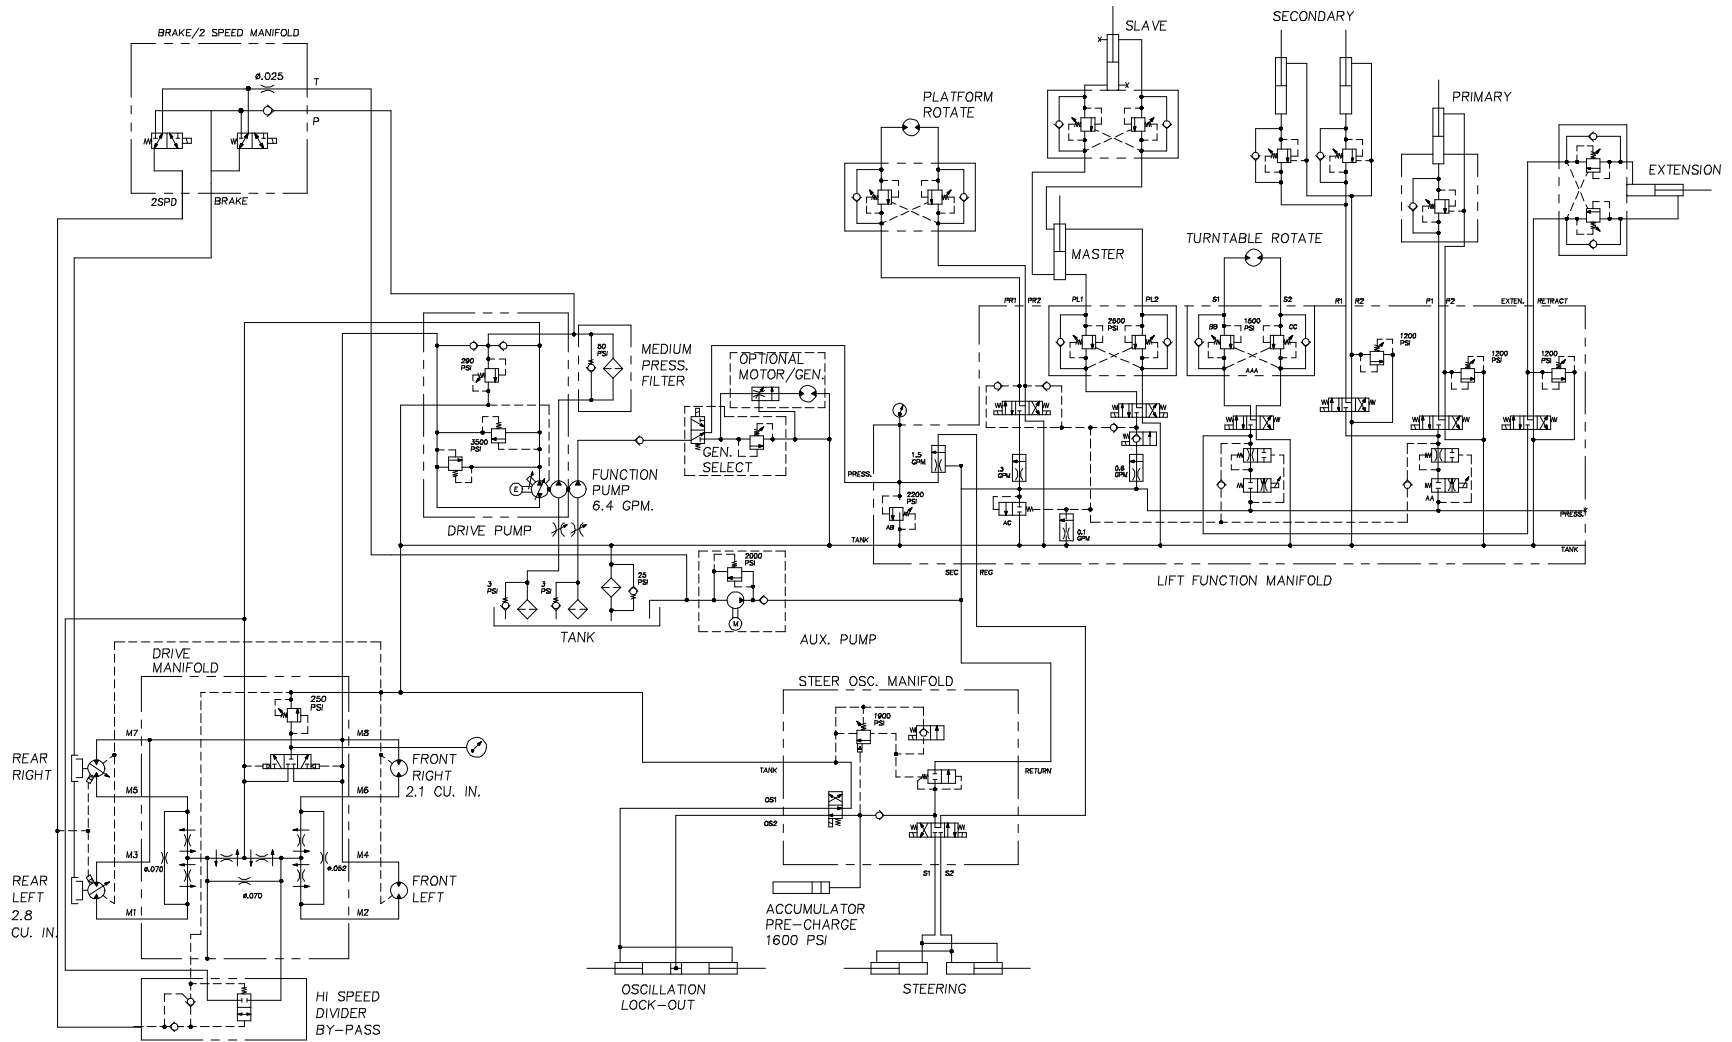 BRAKE/2 SPEED MANIFOLD
ø.025
T
P
2SPD
BRAKE
SLAVE
X
X
SECONDARY
PLATFORM
ROTATE
PRIMARY
EXTENSION
MASTER
TURNTABLE ROTATE
PR1
PR2
PL1
PL2
S1
S2
R1
R2
P1
P2
EXTEN.
RETRACT
2500
PSI
BB
1500
PSI
CC
AAA
1200
PSI
1200
PSI
1200
PSI
290
PSI
3500
PSI
E
DRIVE PUMP
50
PSI
MEDIUM
PRESS.
FILTER
OPTIONAL
MOTOR/GEN.
GEN.
SELECT
FUNCTION
PUMP
6.4 GPM.
PRESS.
1.5
GPM
.3
GPM
0.6
GPM
2200
PSI
AB
AC
0.1
GPM
AA
PRESS.
TANK
TANK
SEC
REG
LIFT FUNCTION MANIFOLD
3
PSI
3
PSI
25
PSI
TANK
2000
PSI
M
AUX. PUMP
DRIVE
MANIFOLD
250
PSI
M7
M8
REAR
RIGHT
FRONT
RIGHT
2.1 CU. IN.
M5
M6
M3
M4
ø.070
ø.052
ø.070
REAR
LEFT
2.8
CU. IN.
FRONT
LEFT
M1
M2
HI SPEED
DIVIDER
BY-PASS
STEER OSC. MANIFOLD
1900
PSI
TANK
RETURN
OS1
OS2
S1
S2
ACCUMULATOR
PRE-CHARGE
1600 PSI
OSCILLATION
LOCK-OUT
STEERING